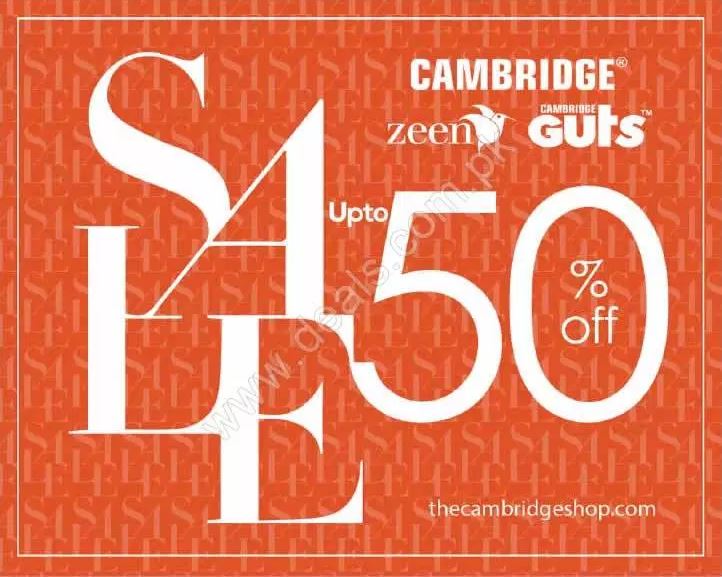 CAMBRIDGE®
zeen
CAMBRIDGE
GUTS™
SALE
Upto
50
%
off
www.deals.com.pk
thecambridgeshop.com